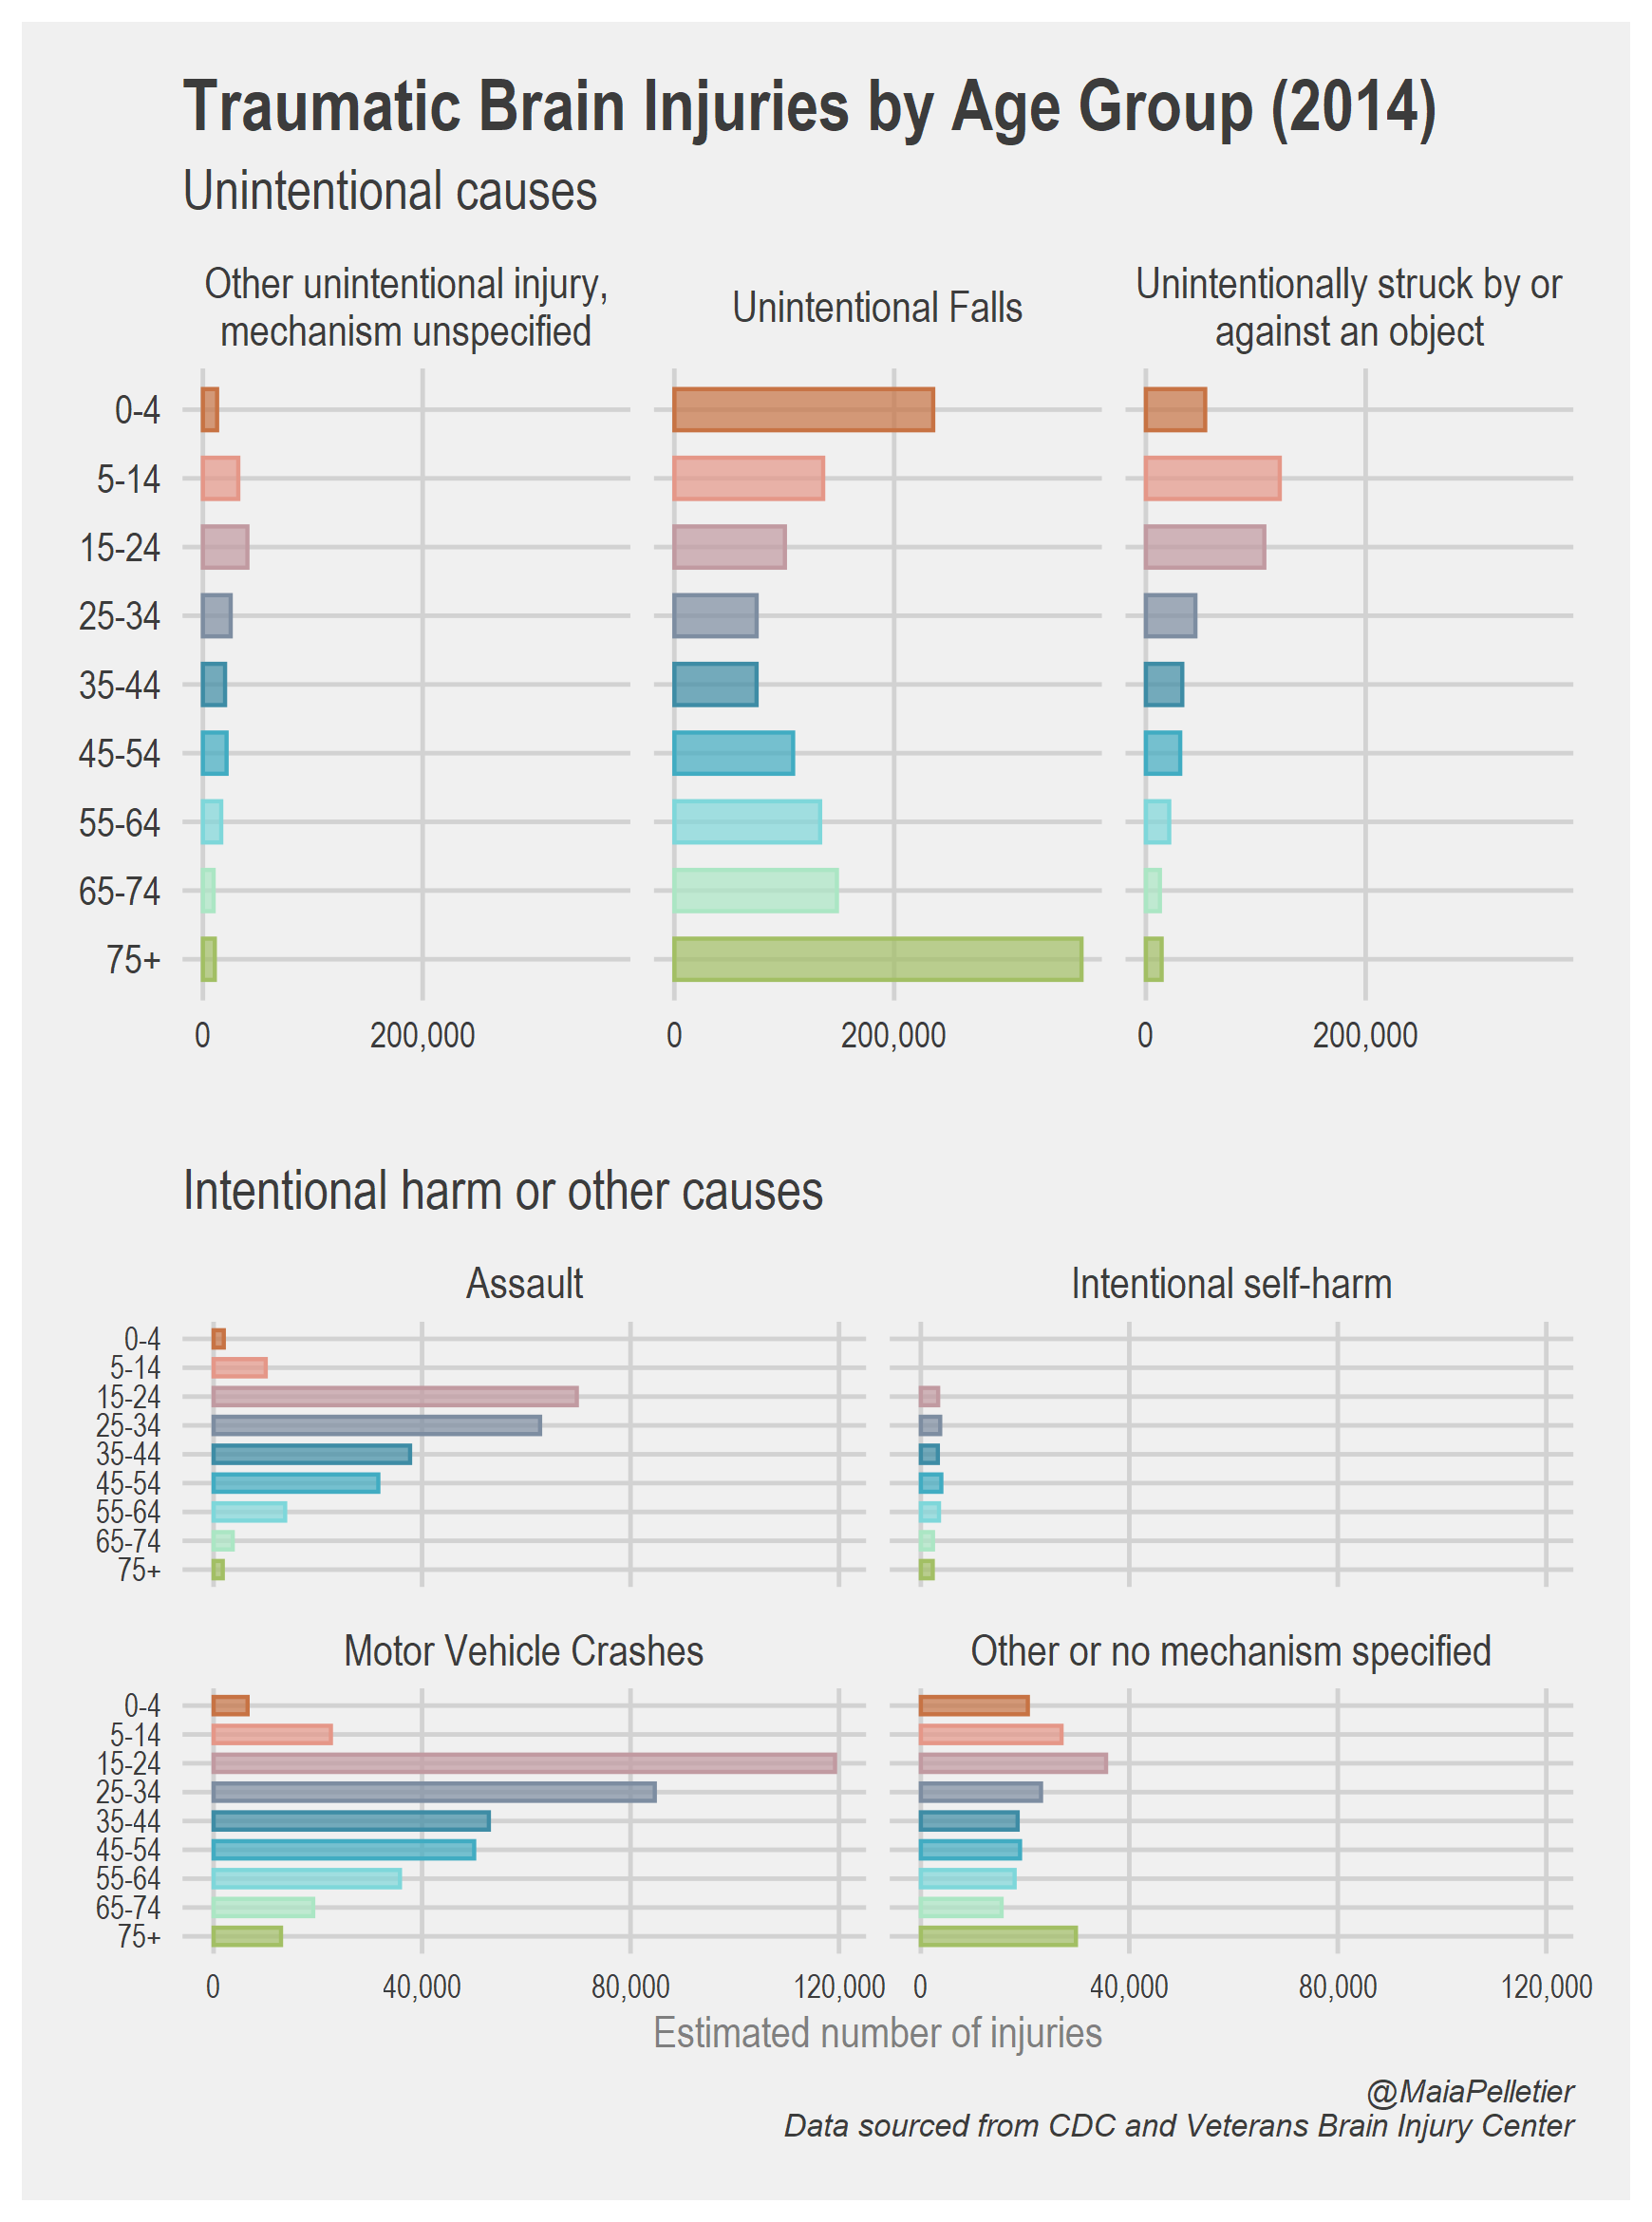 Traumatic Brain Injuries by Age Group (2014)
Unintentional causes
Other unintentional injury,
mechanism unspecified
Unintentional Falls
Unintentionally struck by or
against an object
0-4
5-14
15-24
25-34
35-44
45-54
55-64
65-74
75+
0 200,000 0 200,000 0 200,000
Intentional harm or other causes
Assault Intentional self-harm
0-4
5-14
15-24
25-34
35-44
45-54
55-64
65-74
75+
Motor Vehicle Crashes Other or no mechanism specified
0-4
5-14
15-24
25-34
35-44
45-54
55-64
65-74
75+
0 40,000 80,000 120,000 0 40,000 80,000 120,000
Estimated number of injuries
@MaiaPelletier
Data sourced from CDC and Veterans Brain Injury Center